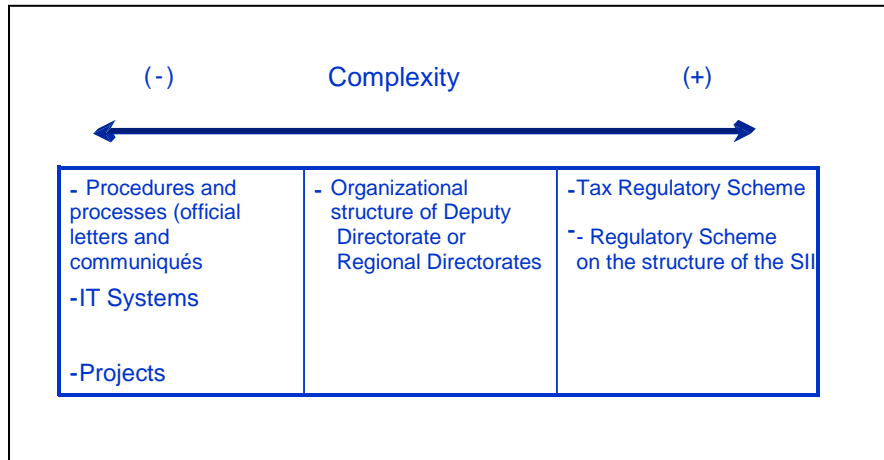 (-) Complexity (+)
- Procedures and
processes (official
letters and
communiqués
-IT Systems
-Projects
- Organizational
structure of Deputy
Directorate or
Regional Directorates
-Tax Regulatory Scheme
-- Regulatory Scheme
on the structure of the SII